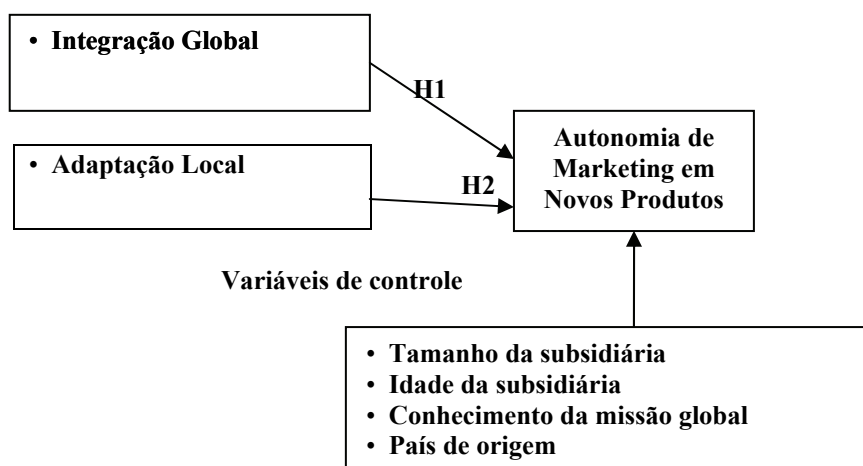 • Integração Global
H1
• Adaptação Local
H2
Autonomia de
Marketing em
Novos Produtos
Variáveis de controle
• Tamanho da subsidiária
• Idade da subsidiária
• Conhecimento da missão global
• País de origem